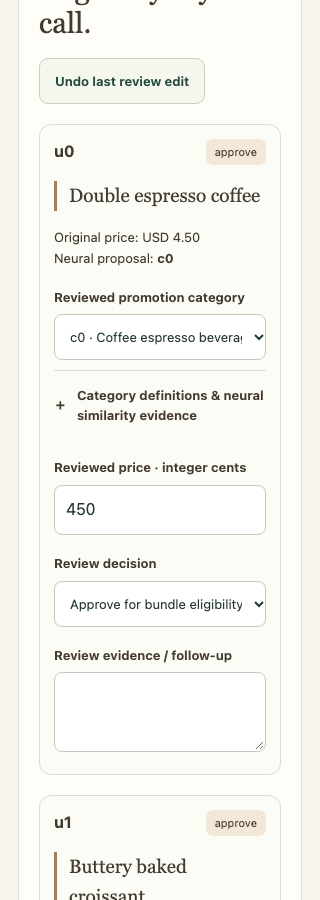 call.
Undo last review edit
u0
approve
Double espresso coffee
Original price: USD 4.50
Neural proposal: c0
Reviewed promotion category
c0 · Coffee espresso
+
Category definitions & neural
similarity evidence
Reviewed price · integer cents
450
Review decision
Approve for bundle eligibility
Review evidence / follow-up
u1
approve
Buttery baked
croissant